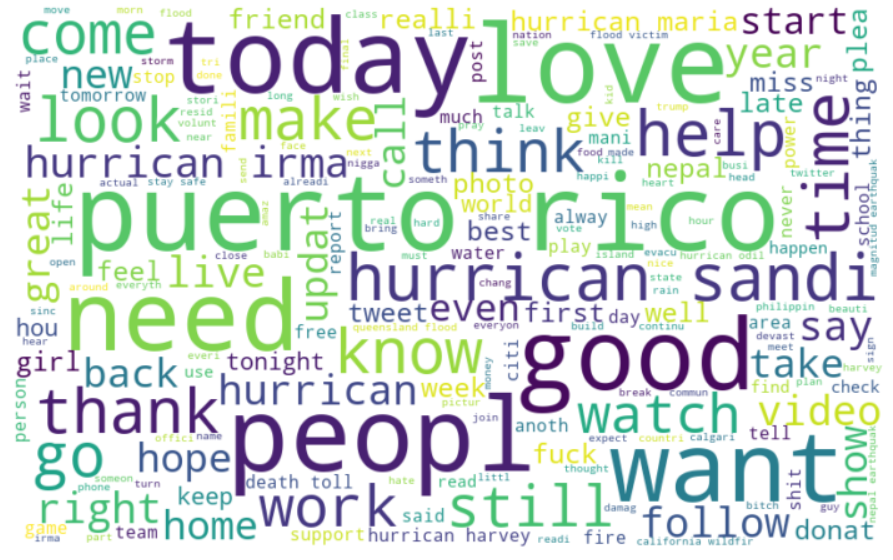 move
morn
flood
class
last
come
today
love
friend
realli
hurrican maria
start
place
storm
tri
done
final
post
save
nation
flood victim
year
plea
new
stop
wait
tomorrow
stori
long
wish
much
talk
give
kid
trump
miss
night
late
thing
look
resid
volunt
near
famili
make
call
pray
leav
mani
help
care
power
time
face
hurrican irma
next
nigga
think
food made
kill
nepal
busi
twitter
actual
stay safe
alreadi
someth
photo
happi
heart
head
never
school
magnitud earthquak
life
send
amaz
puerto rico
world
real
share
alway
mean
high
hour
great
updat
report
bring
hard
best
vote
play
island
happen
open
close
babi
must
water
evacu
hurrican odil
feel
live
chang
nice
state
everyth
hurrican sandi
around
rain
sinc
need
tweet
even
first
day
well
philippin
beauti
hou
free
queensland flood
everyon
build
continu
area
devast
say
sign
hear
know
good
meet
harvey
girl
everi
tonight
citi
take
back
use
hurrican
week
money
break
commun
find
plan
check
person
thank
peopl
pictur
join
want
watch
video
offici
name
anoth
expect
countri
calgari
tell
go
hope
death toll
fuck
thought
show
nepal earthquak
someon
turn
hate
read
littl
shit
bitch
guy
phone
keep
work
still
damag
right
home
follow
donat
game
irma
part
team
support
said
hurrican harvey
readi
fire
california wildfir